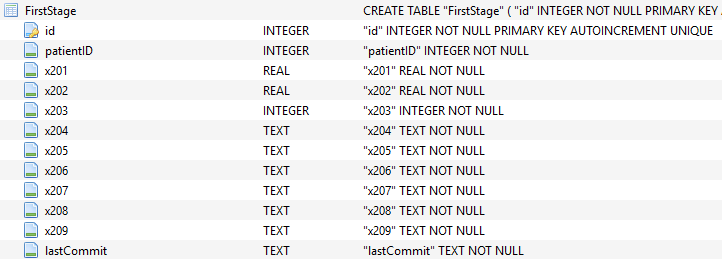 FirstStage CREATE TABLE "FirstStage" ( "id" INTEGER NOT NULL PRIMARY KEY
id INTEGER "id" INTEGER NOT NULL PRIMARY KEY AUTOINCREMENT UNIQUE
patientID INTEGER "patientID" INTEGER NOT NULL
x201 REAL "x201" REAL NOT NULL
x202 REAL "x202" REAL NOT NULL
x203 INTEGER "x203" INTEGER NOT NULL
x204 TEXT "x204" TEXT NOT NULL
x205 TEXT "x205" TEXT NOT NULL
x206 TEXT "x206" TEXT NOT NULL
x207 TEXT "x207" TEXT NOT NULL
x208 TEXT "x208" TEXT NOT NULL
x209 TEXT "x209" TEXT NOT NULL
lastCommit TEXT "lastCommit" TEXT NOT NULL